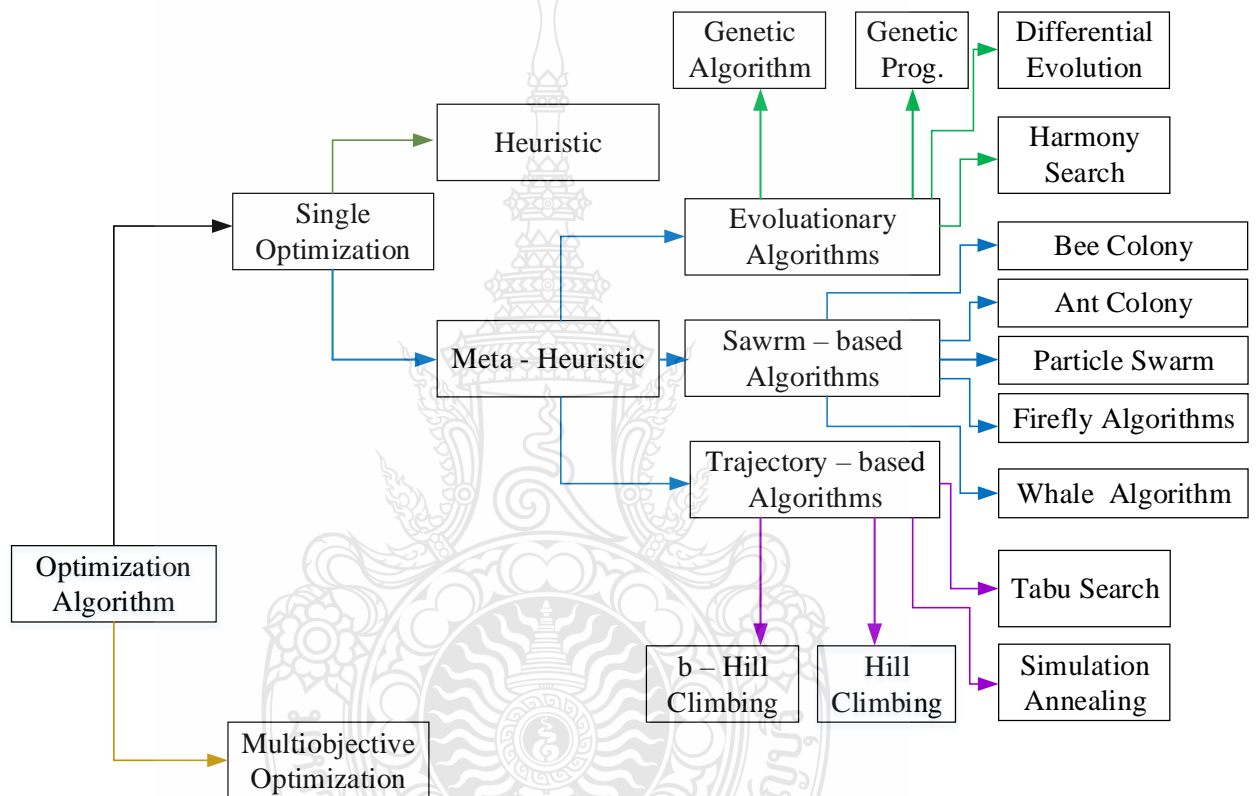 Genetic
Algorithm
Genetic
Prog.
Differential
Evolution
Heuristic
Harmony
Search
Single
Optimization
Evoluationary
Algorithms
Bee Colony
Ant Colony
Meta - Heuristic
Sawrm – based
Algorithms
Particle Swarm
Firefly Algorithms
Trajectory – based
Algorithms
Whale Algorithm
Optimization
Algorithm
Tabu Search
b – Hill
Climbing
Hill
Climbing
Simulation
Annealing
Multiobjective
Optimization